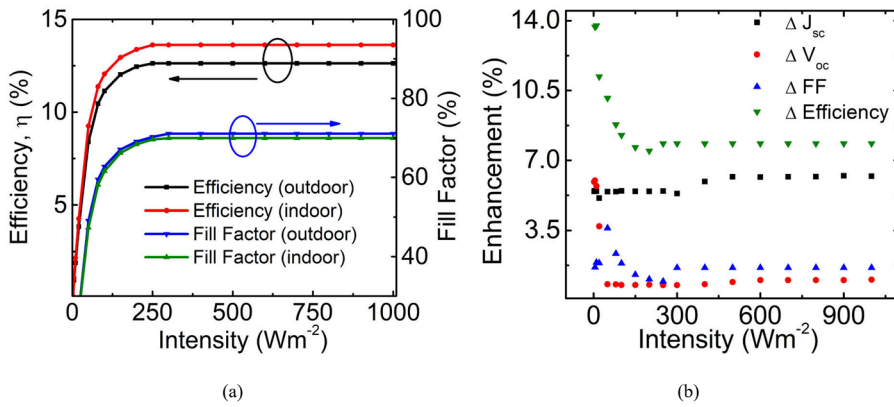 (a)
15
10
5
Efficiency, η (%)
100
80
60
40
Fill Factor (%)
Efficiency (outdoor)
Efficiency (indoor)
Fill Factor (outdoor)
Fill Factor (indoor)
0 250 500 750 1000
Intensity (Wm-2)
(a)
(b)
14.0
10.5
7.0
3.5
Enhancement (%)
Δ Jsc
Δ Voc
Δ FF
Δ Efficiency
0 300 600 900
Intensity (Wm-2)
(b)